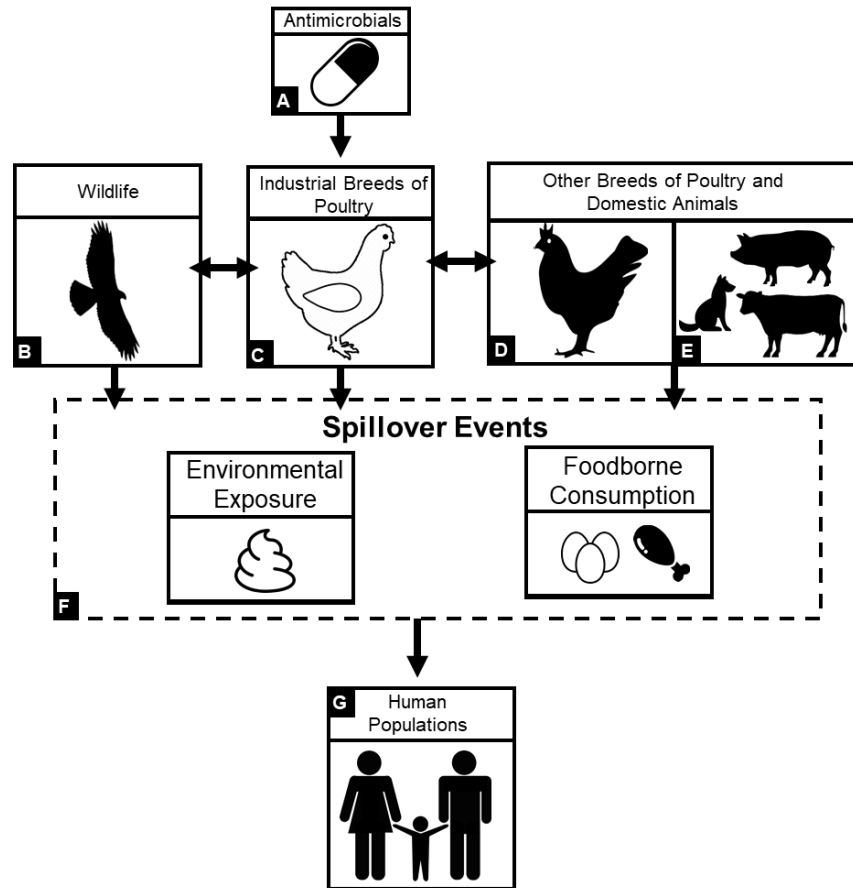 Antimicrobials
A
Wildlife
Industrial Breeds of
Poultry
Other Breeds of Poultry and
Domestic Animals
B
C
D
E
Spillover Events
Environmental
Exposure
Foodborne
Consumption
F
G
Human
Populations